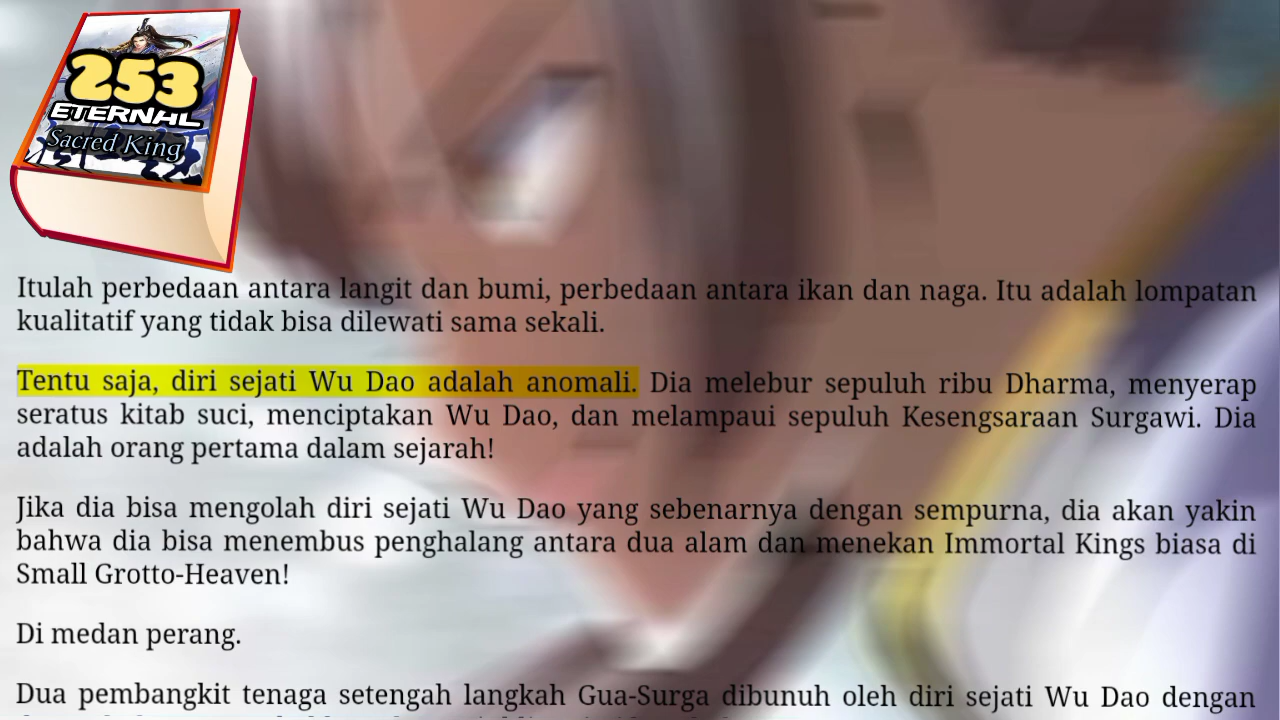 253
ETERNAL
Sacred King
Itulah perbedaan antara langit dan bumi, perbedaan antara ikan dan naga. Itu adalah lompatan
kualitatif yang tidak bisa dilewati sama sekali.
Tentu saja, diri sejati Wu Dao adalah anomali. Dia melebur sepuluh ribu Dharma, menyerap
seratus kitab suci, menciptakan Wu Dao, dan melampaui sepuluh Kesengsaraan Surgawi. Dia
adalah orang pertama dalam sejarah!
Jika dia bisa mengolah diri sejati Wu Dao yang sebenarnya dengan sempurna, dia akan yakin
bahwa dia bisa menembus penghalang antara dua alam dan menekan Immortal Kings biasa di
Small Grotto-Heaven!
Di medan perang.
Dua pembangkit tenaga setengah langkah Gua-Surga dibunuh oleh diri sejati Wu Dao dengan